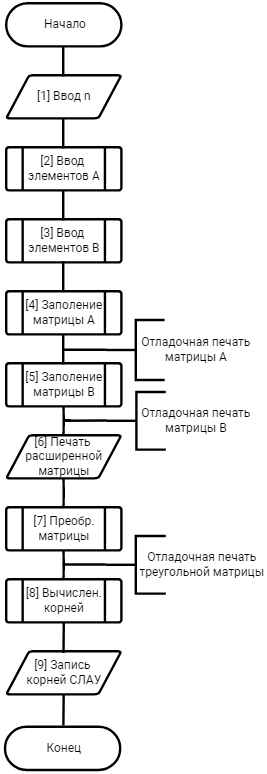 Начало
[1] Ввод n
[2] Ввод
элементов А
[3] Ввод
элементов В
[4] Заполение
матрицы А
Отладочная печать
матрицы А
[5] Заполение
матрицы В
Отладочная печать
матрицы В
[6] Печать
расширенной
матрицы
[7] Преобр.
матрицы
Отладочная печать
треугольной матрицы
[8] Вычислен.
корней
[9] Запись
корней СЛАУ
Конец